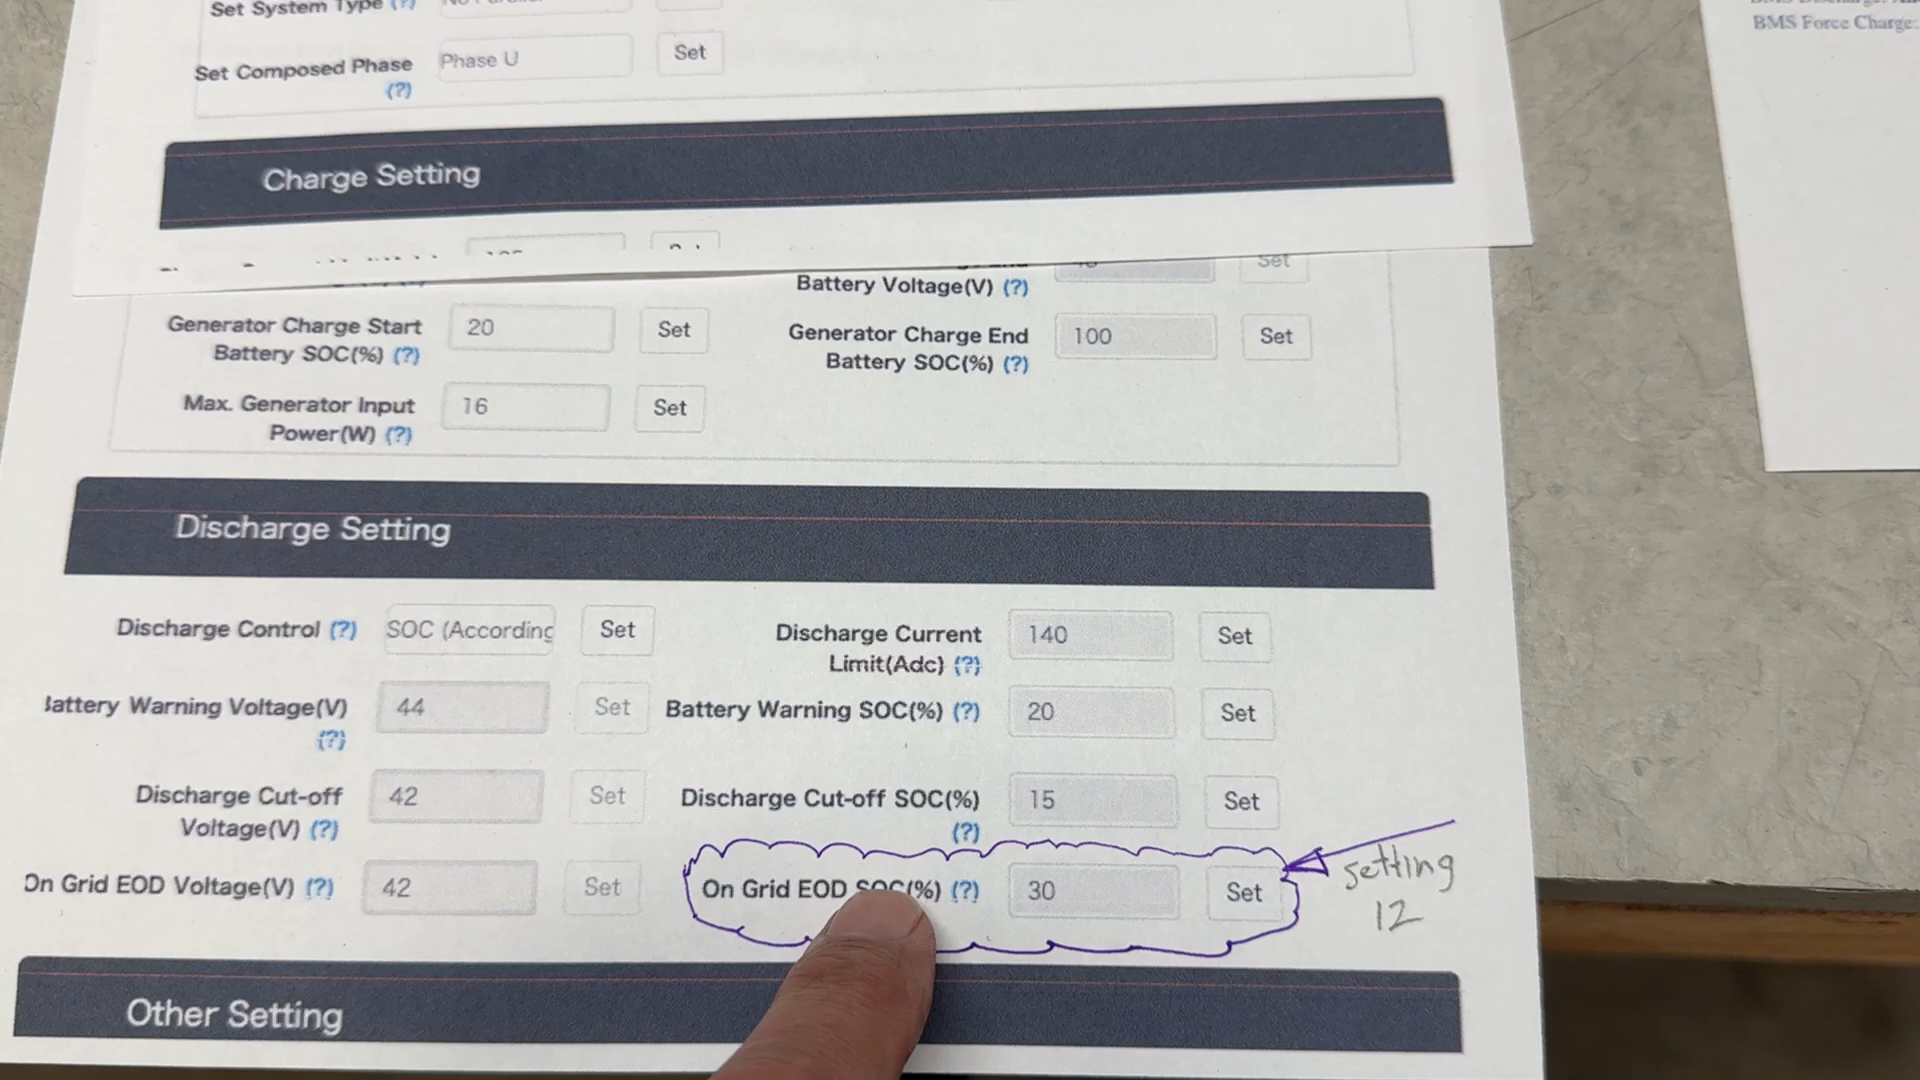 Set System Type (?)
Set Composed Phase Phase U Set
(?)
BMS Force Charge:
Charge Setting
Battery Voltage(V) (?) Set
Generator Charge Start 20 Set Generator Charge End 100 Set
Battery SOC(%) (?) Battery SOC(%) (?)
Max. Generator Input 16 Set
Power(W) (?)
Discharge Setting
Discharge Control (?) SOC (According Set Discharge Current 140 Set
Limit(Adc) (?)
attery Warning Voltage(V) 44 Set Battery Warning SOC(%) (?) 20 Set
(?)
Discharge Cut-off 42 Set Discharge Cut-off SOC(%) 15 Set
Voltage(V) (?) (?)
On Grid EOD Voltage(V) (?) 42 Set On Grid EOD SOC(%) (?) 30 Set
setting
12
Other Setting